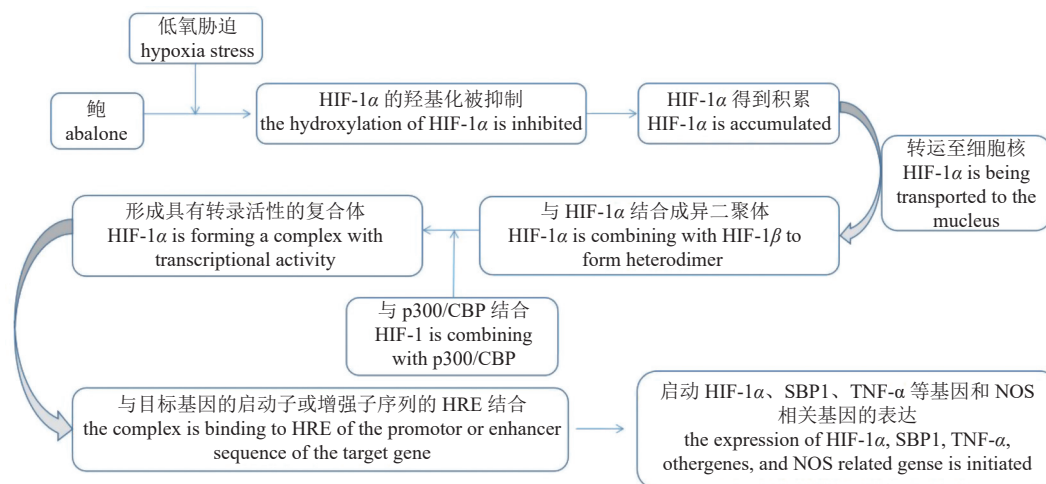 低氧胁迫
hypoxia stress
鲍
abalone
HIF-1α 的羟基化被抑制
the hydroxylation of HIF-1α is inhibited
HIF-1α 得到积累
HIF-1α is accumulated
转运至细胞核
HIF-1α is being
transported to the
mucleus
与 HIF-1α 结合成异二聚体
HIF-1α is combining with HIF-1β to
form heterodimer
形成具有转录活性的复合体
HIF-1α is forming a complex with
transcriptional activity
与 p300/CBP 结合
HIF-1 is combining
with p300/CBP
与目标基因的启动子或增强子序列的 HRE 结合
the complex is binding to HRE of the promotor or enhancer
sequence of the target gene
启动 HIF-1α、SBP1、TNF-α 等基因和 NOS
相关基因的表达
the expression of HIF-1α, SBP1, TNF-α,
othergenes, and NOS related gense is initiated